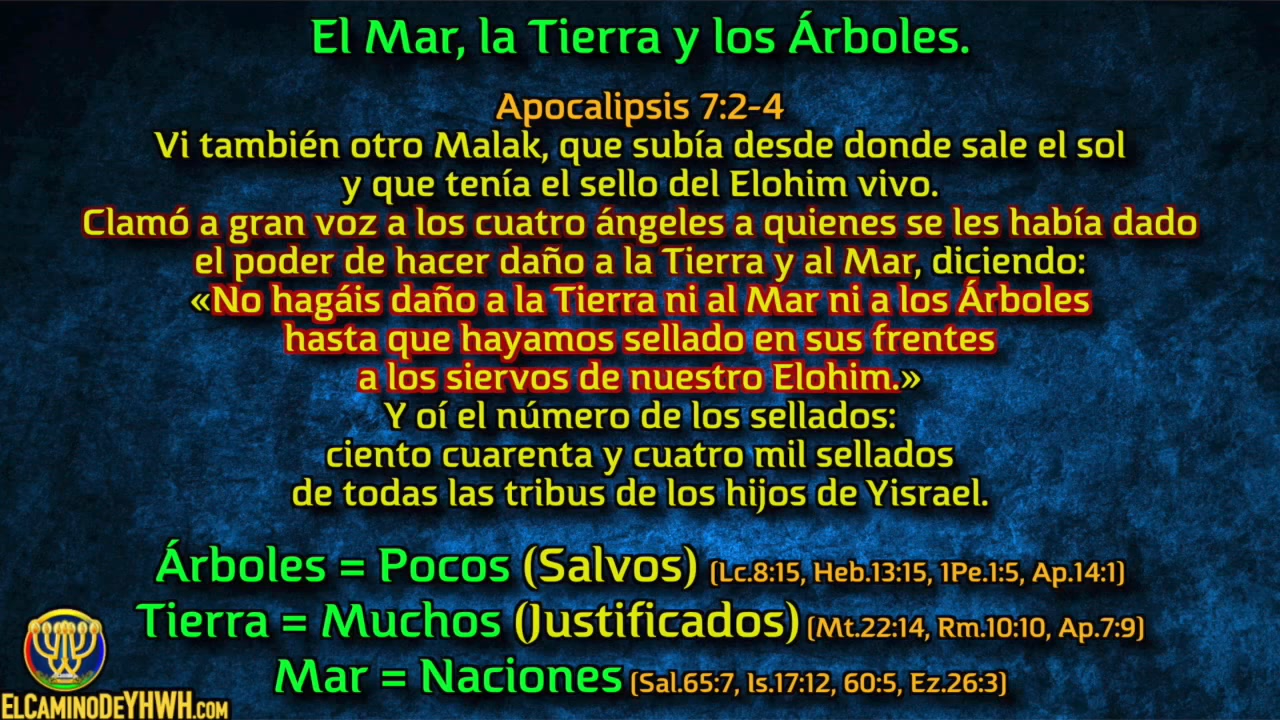 El Mar, la Tierra y los Árboles.
Apocalipsis 7:2-4
Vi también otro Malak, que subía desde donde sale el sol
y que tenía el sello del Elohim vivo.
Clamó a gran voz a los cuatro ángeles a quienes se les había dado
el poder de hacer daño a la Tierra y al Mar, diciendo:
«No hagáis daño a la Tierra ni al Mar ni a los Árboles
hasta que hayamos sellado en sus frentes
a los siervos de nuestro Elohim.»
Y oí el número de los sellados:
ciento cuarenta y cuatro mil sellados
de todas las tribus de los hijos de Yisrael.
Árboles = Pocos (Salvos) (Lc.8:15, Heb.13:15, 1Pe.1:5, Ap.14:1)
Tierra = Muchos (Justificados) (Mt.22:14, Rm.10:10, Ap.7:9)
Mar = Naciones (Sal.65:7, Is.17:12, 60:5, Ez.26:3)
ELCAMINODEYHWH.com